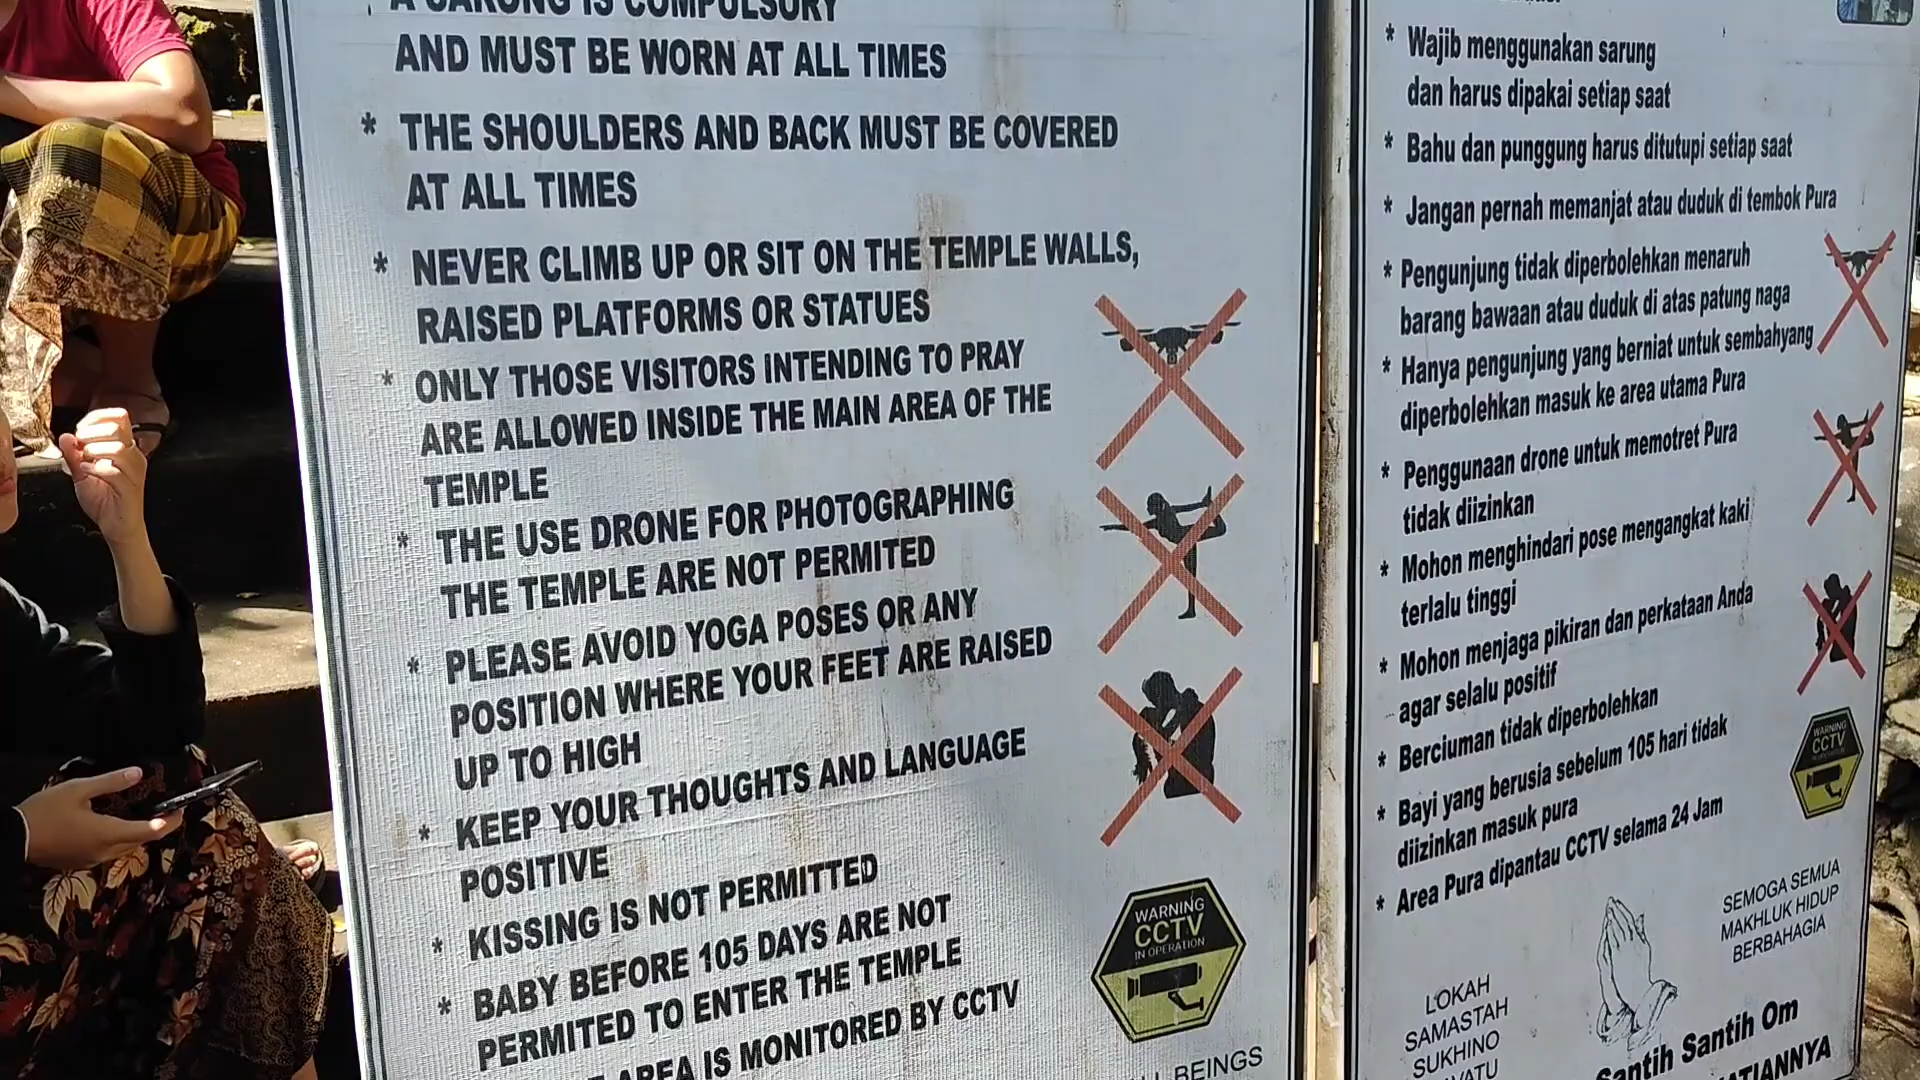 A SARONG IS COMPULSORY
AND MUST BE WORN AT ALL TIMES
* THE SHOULDERS AND BACK MUST BE COVERED
AT ALL TIMES
* NEVER CLIMB UP OR SIT ON THE TEMPLE WALLS,
RAISED PLATFORMS OR STATUES
* ONLY THOSE VISITORS INTENDING TO PRAY
ARE ALLOWED INSIDE THE MAIN AREA OF THE
TEMPLE
* THE USE DRONE FOR PHOTOGRAPHING
THE TEMPLE ARE NOT PERMITED
* PLEASE AVOID YOGA POSES OR ANY
POSITION WHERE YOUR FEET ARE RAISED
UP TO HIGH
* KEEP YOUR THOUGHTS AND LANGUAGE
POSITIVE
* KISSING IS NOT PERMITTED
* BABY BEFORE 105 DAYS ARE NOT
PERMITED TO ENTER THE TEMPLE
AREA IS MONITORED BY CCTV
WARNING
CCTV
IN OPERATION
BEINGS
* Wajib menggunakan sarung
dan harus dipakai setiap saat
* Bahu dan punggung harus ditutupi setiap saat
* Jangan pernah memanjat atau duduk di tembok Pura
* Pengunjung tidak diperbolehkan menaruh
barang bawaan atau duduk di atas patung naga
* Hanya pengunjung yang berniat untuk sembahyang
diperbolehkan masuk ke area utama Pura
* Penggunaan drone untuk memotret Pura
tidak diizinkan
* Mohon menghindari pose mengangkat kaki
terlalu tinggi
* Mohon menjaga pikiran dan perkataan Anda
agar selalu positif
* Berciuman tidak diperbolehkan
* Bayi yang berusia sebelum 105 hari tidak
diizinkan masuk pura
* Area Pura dipantau CCTV selama 24 Jam
WARNING
CCTV
SEMOGA SEMUA
MAKHLUK HIDUP
BERBAHAGIA
LOKAH
SAMASTAH
SUKHINO
Santih Om